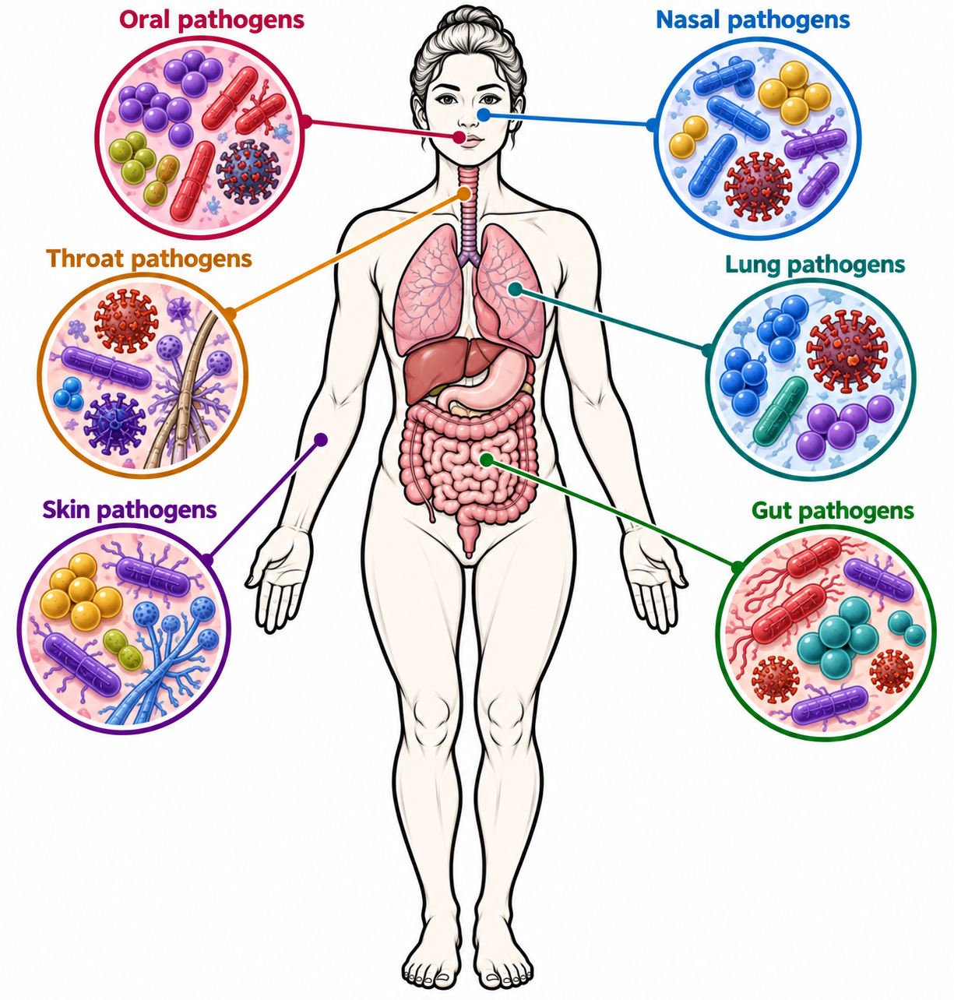 Oral pathogens
Nasal pathogens
Throat pathogens
Lung pathogens
Skin pathogens
Gut pathogens